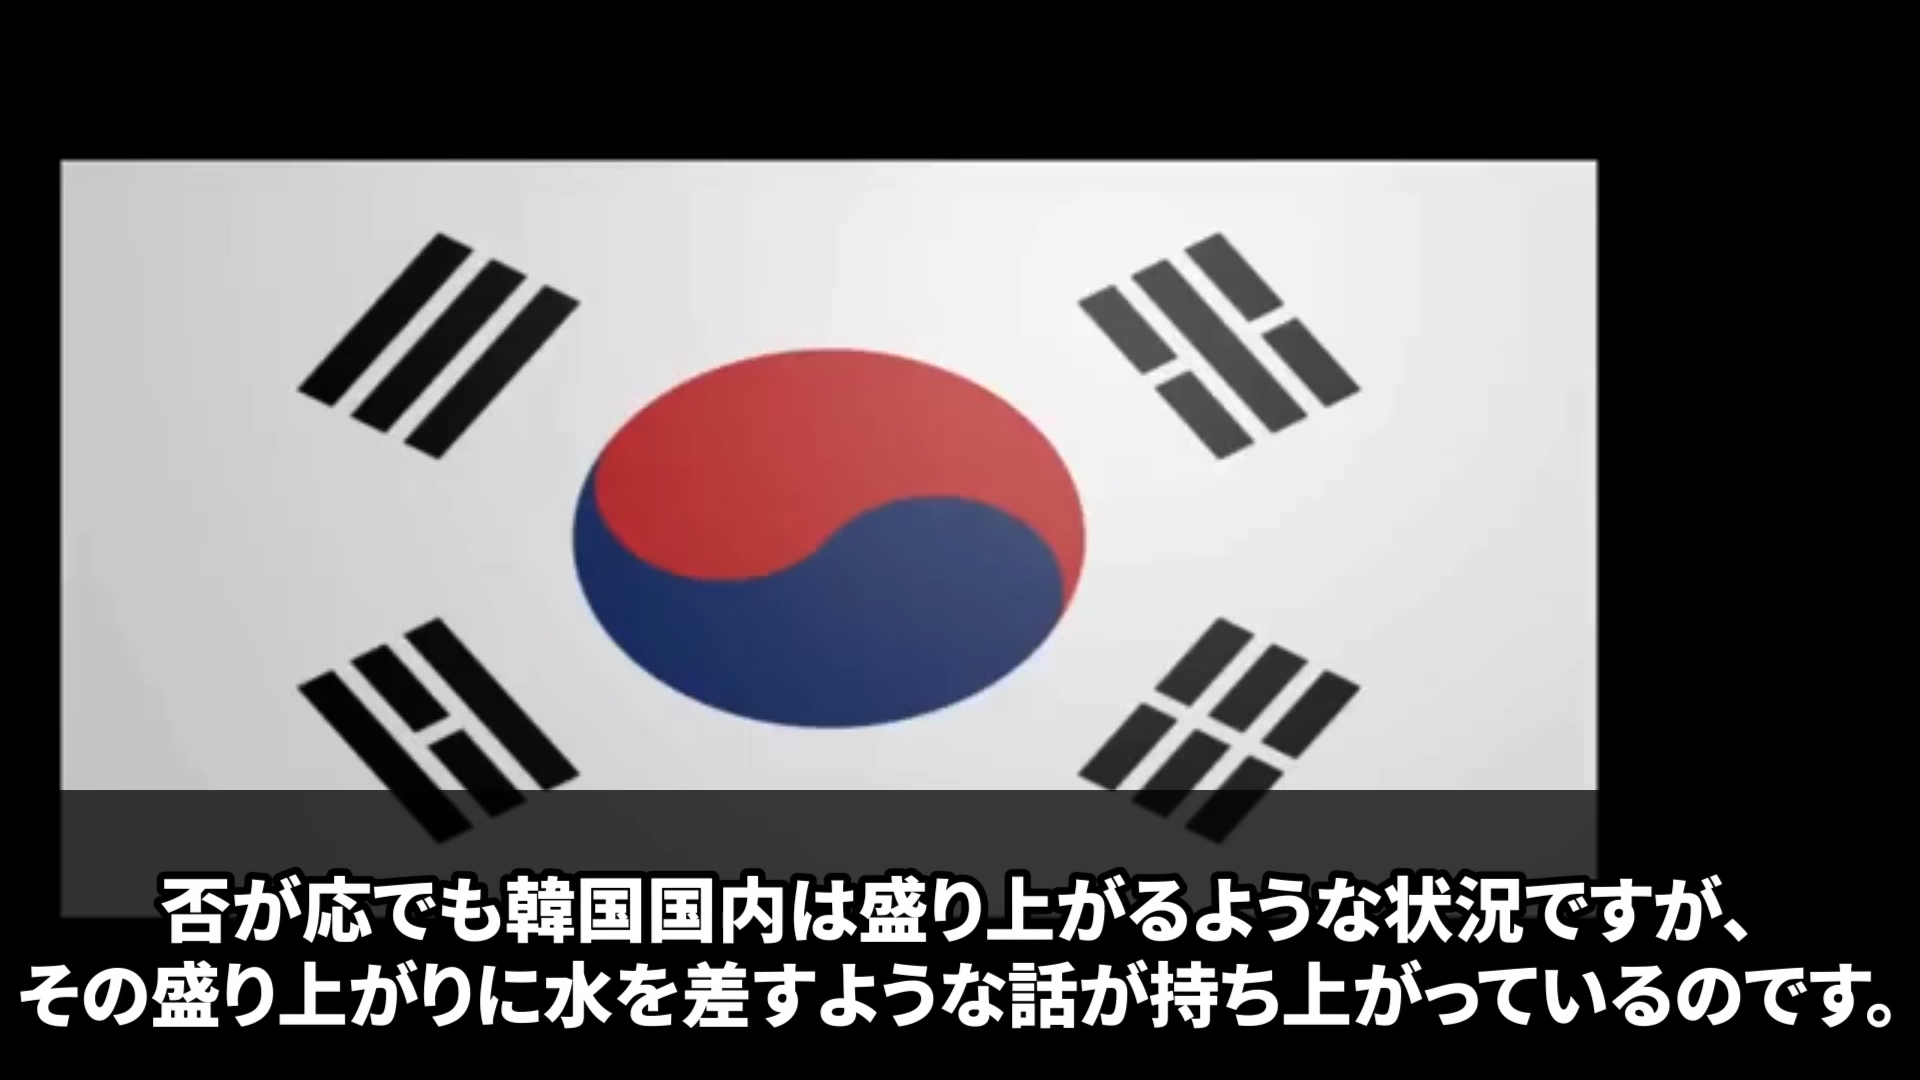 否が応でも韓国国内は盛り上がるような状況ですが、
その盛り上がりに水を差すような話が持ち上がっているのです。